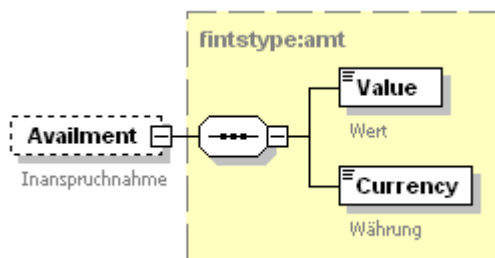 fintstype:amt
Value
Wert
Availment
Inanspruchnahme
Currency
Währung